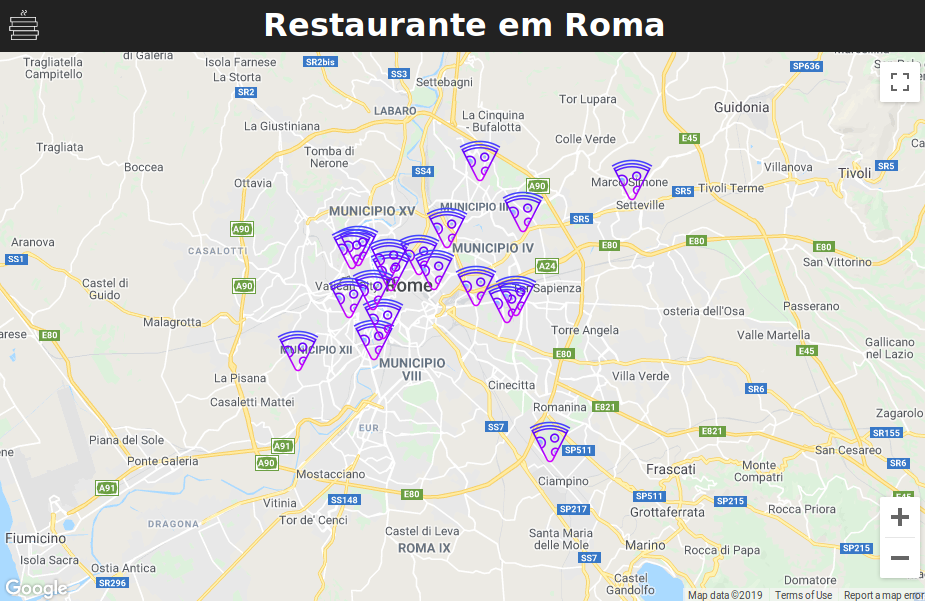 Restaurante em Roma
Tragliatella
Campitello
di Galeria
Isola Farnese
La Storta
SR2bis
SS3
Settebagni
SP636
SR2
LABARO
La Cinquina
- Bufalotta
Tor Lupara
Guidonia
La Giustiniana
Colle Verde
E45
Tragliata
Boccea
Tomba di
Nerone
Ottavia
SS4
A90
Marco Simone
Setteville
SR5
Tivoli Terme
Villanova
Tivoli
SR5
MUNICIPIO XV
MUNICIPIO III
SR5
A90
Aranova
SS1
CASALOTTI
MUNICIPIO IV
E80
E80
E80
A24
San Vittorino
Castel di
Guido
A90
Rome
Sapienza
Passerano
osteria dell'Osa
Malagrotta
E80
Torre Angela
Valle Martella
Gallicano
nel Lazio
E45
MUNICIPIO XII
E80
MUNICIPIO
VIII
La Pisana
Cinecitta
Villa Verde
SR6
Casaletti Mattei
Romanina
E821
Zagarolo
EUR
SS7
E821
SR155
Piana del Sole
A91
SP511
San Cesareo
Ponte Galeria
A90
Frascati
Monte
Compatri
SR6
Mostacciano
Ciampino
A91
E80
SP511
SP215
E45
Vitinia
SS148
SP217
Grottaferrata
Rocca Priora
DRAGONA
Tor de' Cenci
Castel di Leva
Santa Maria
delle Mole
Fiumicino
ROMA IX
Marino
Rocca di Papa
SP215
Isola Sacra
SS7
Ostia Antica
SR296
Castel
Gandolfo
Domatore
Google
Map data ©2019
Terms of Use
Report a map error